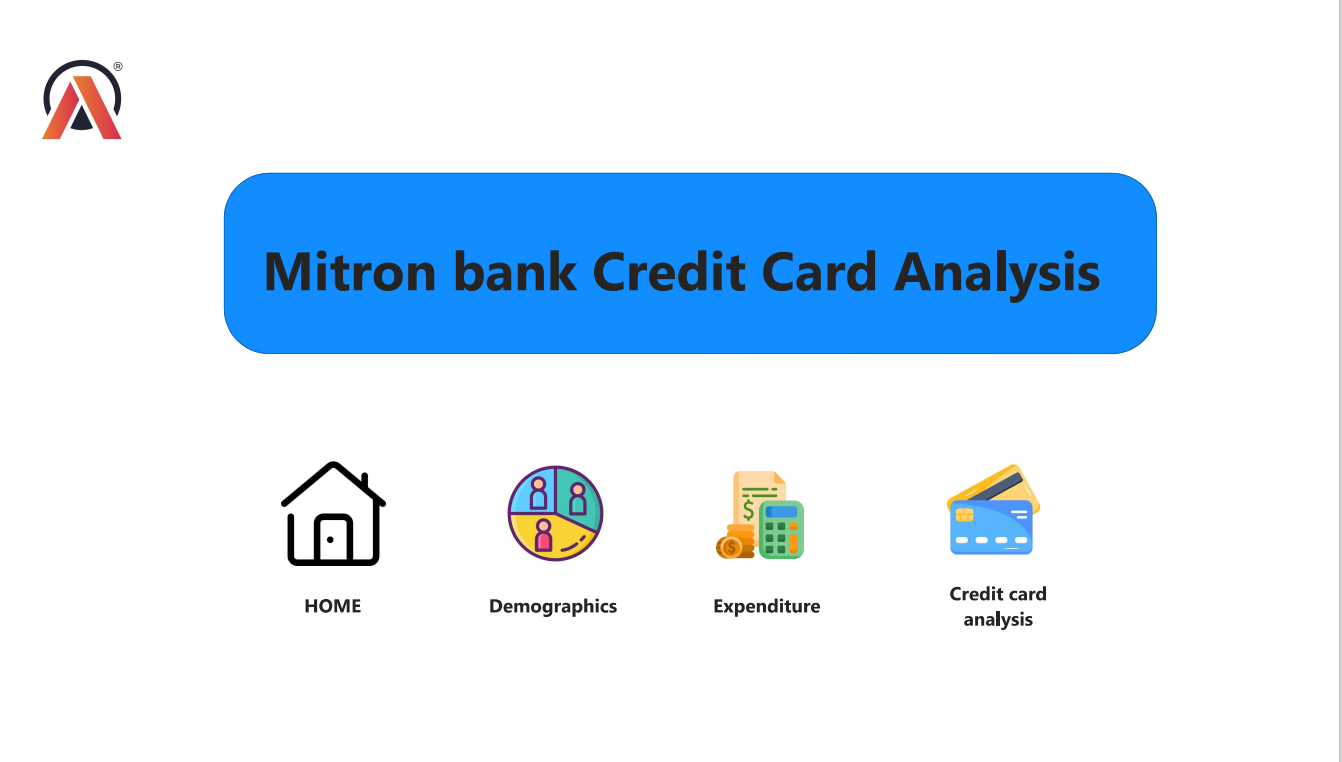 ®
Mitron bank Credit Card Analysis
$
$
HOME
Demographics
Expenditure
Credit card
analysis